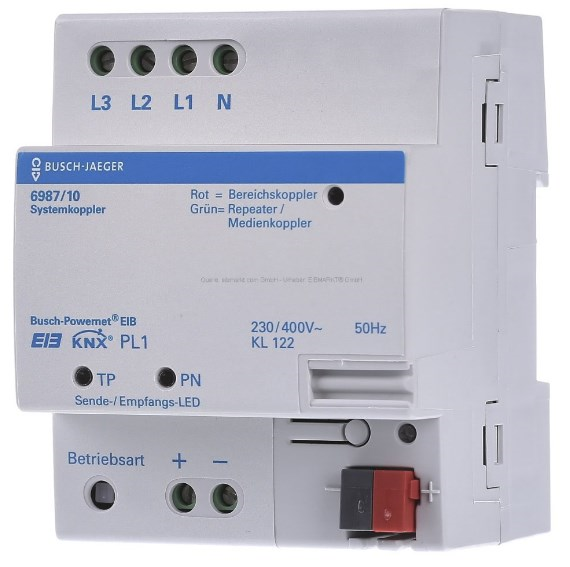 L3 L2 L1 N
BUSCH-JAEGER
6987/10
Systemkoppler
Rot = Bereichskoppler
Grün= Repeater /
Medienkoppler
Busch-Powernet® EIB
EIB KNX® PL1
230/400V~ 50Hz
KL 122
TP PN
Sende-/Empfangs-LED
Betriebsart + −
− +